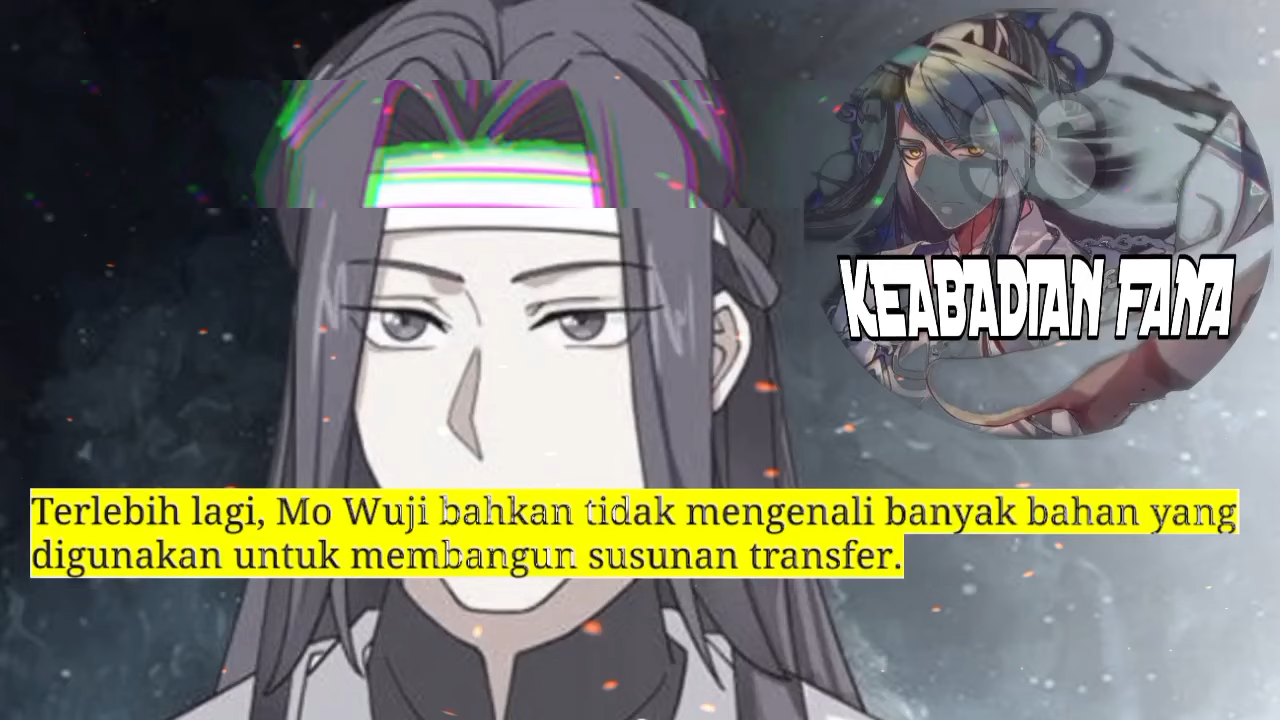 KEABADIAN FANA
Terlebih lagi, Mo Wuji bahkan tidak mengenali banyak bahan yang
digunakan untuk membangun susunan transfer.